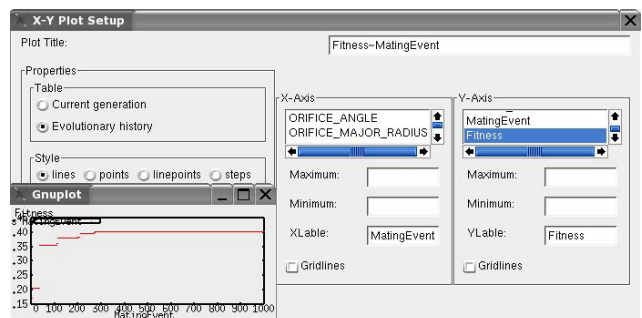 X-Y Plot Setup
Plot Title:
Fitness~MatingEvent
Properties
Table
Current generation
Evolutionary history
Style
lines points linepoints steps
X-Axis
ORIFICE_ANGLE
ORIFICE_MAJOR_RADIUS
Maximum:
Minimum:
XLable: MatingEvent
Gridlines
Y-Axis
MatingEvent
Fitness
Maximum:
Minimum:
YLable: Fitness
Gridlines
Gnuplot
Fitness
.40
.35
.30
.25
.20
.15
0 100 200 300 400 500 600 700 800 900 1000
MatingEvent